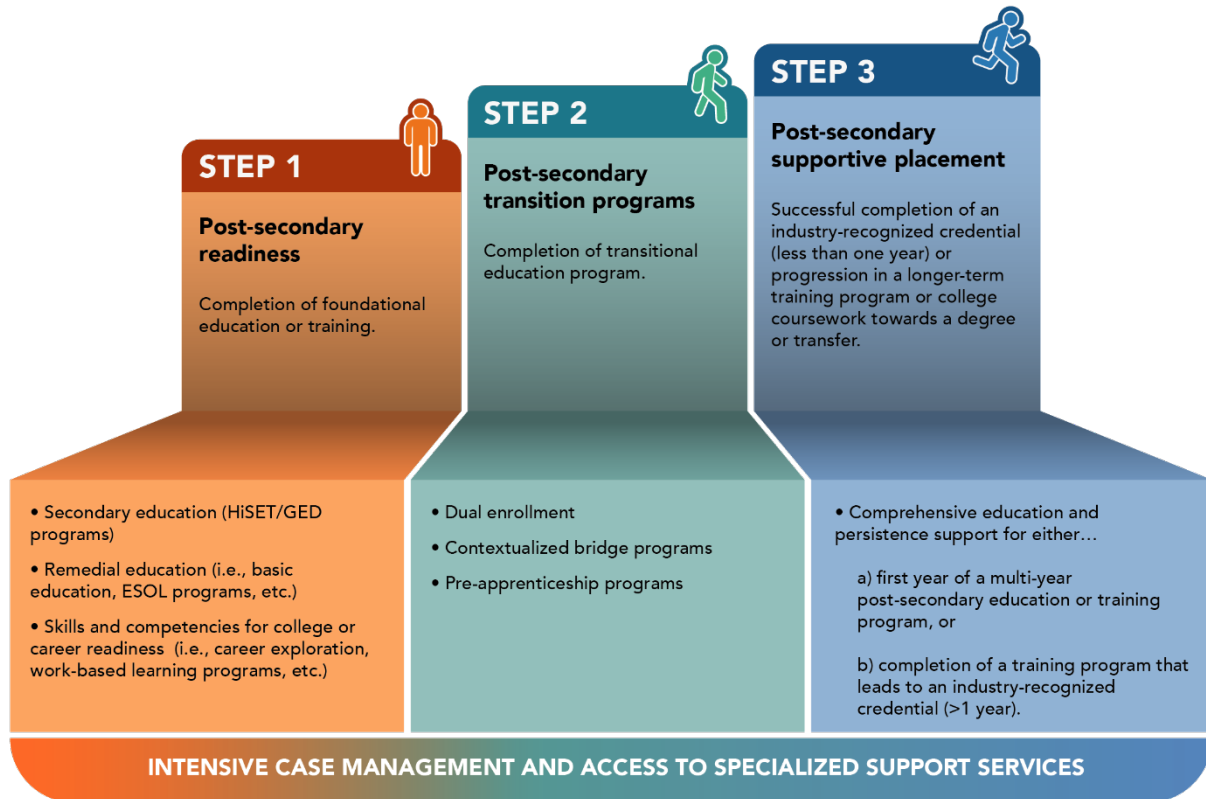 STEP 1
Post-secondary
readiness
Completion of foundational
education or training.
• Secondary education (HiSET/GED
programs)
• Remedial education (i.e., basic
education, ESOL programs, etc.)
• Skills and competencies for college or
career readiness  (i.e., career exploration,
work-based learning programs, etc.)
STEP 2
Post-secondary
transition programs
Completion of transitional
education program.
• Dual enrollment
• Contextualized bridge programs
• Pre-apprenticeship programs
STEP 3
Post-secondary
supportive placement
Successful completion of an
industry-recognized credential
(less than one year) or
progression in a longer-term
training program or college
coursework towards a degree
or transfer.
• Comprehensive education and
persistence support for either…
a) first year of a multi-year
post-secondary education or training
program, or
b) completion of a training program that
leads to an industry-recognized
credential (>1 year).
INTENSIVE CASE MANAGEMENT AND ACCESS TO SPECIALIZED SUPPORT SERVICES